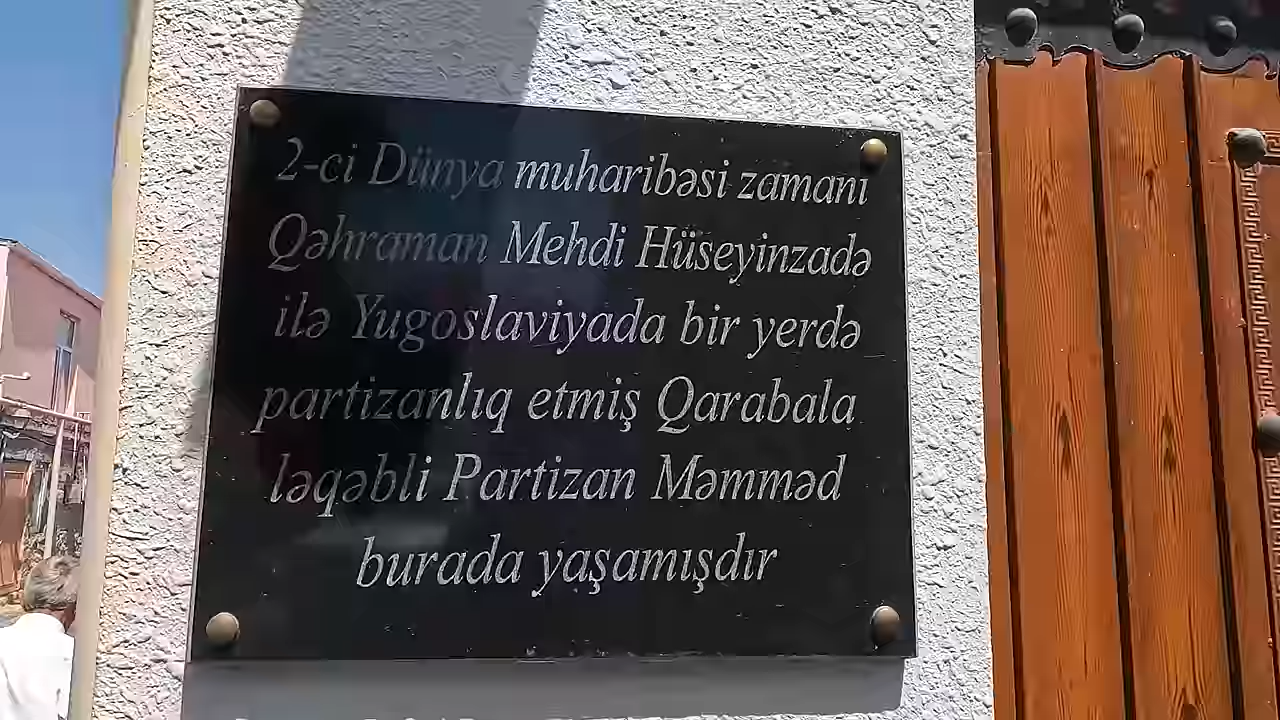 2-ci Dünya muharibəsi zamanı
Qəhraman Mehdi Hüseyinzadə
ilə Yugoslaviyada bir yerdə
partizanlıq etmiş Qarabala
ləqəbli Partizan Məmməd
burada yaşamışdır